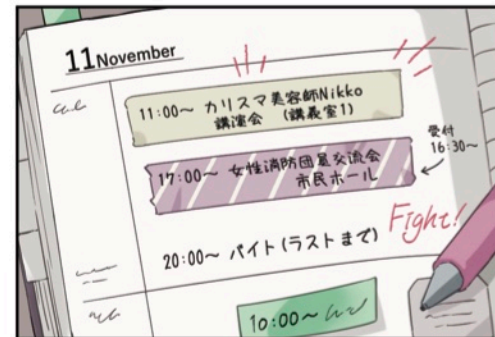 11 November
11:00~ カリスマ美容師Nikko
講演会 (講義室1)
17:00~ 女性消防団員交流会
市民ホール
受付
16:30~
20:00~ バイト(ラストまで)
Fight!
10:00~